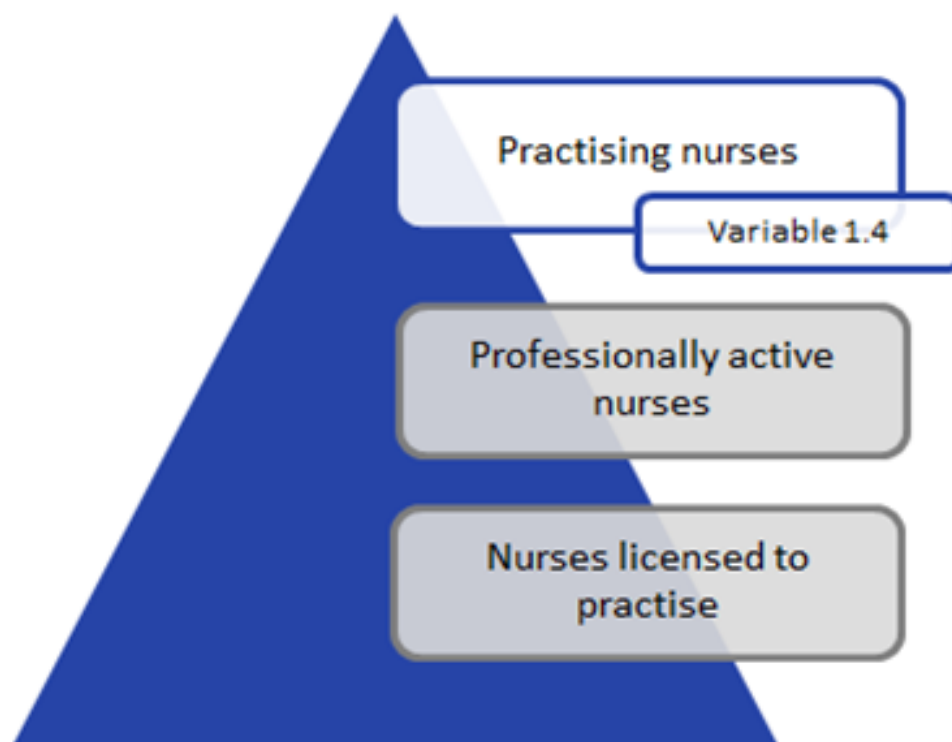 Practising nurses
Variable 1.4
Professionally active
nurses
Nurses licensed to
practise